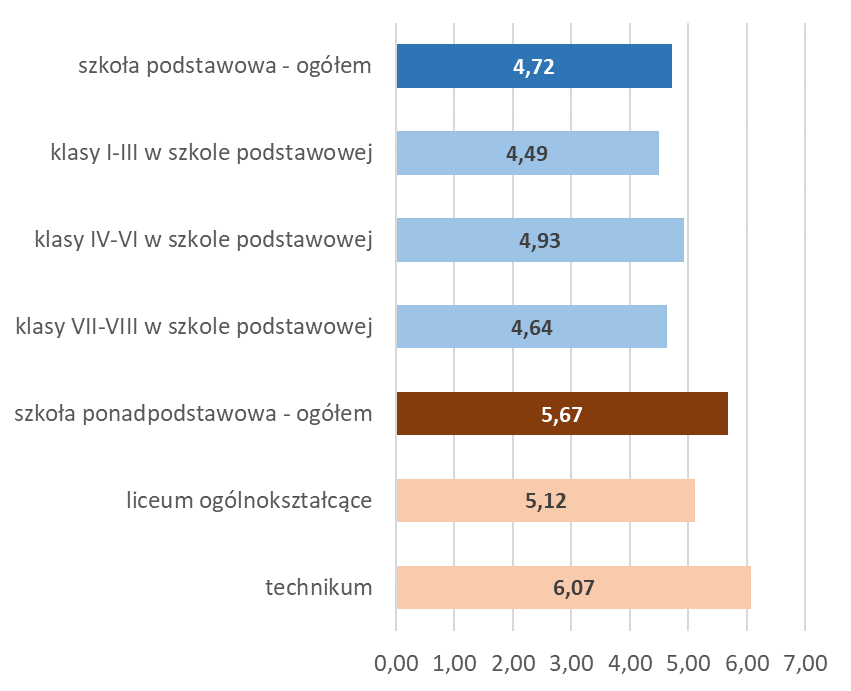 szkoła podstawowa - ogółem
4,72
klasy I-III w szkole podstawowej
4,49
klasy IV-VI w szkole podstawowej
4,93
klasy VII-VIII w szkole podstawowej
4,64
szkoła ponadpodstawowa - ogółem
5,67
liceum ogólnokształcące
5,12
technikum
6,07
0,00 1,00 2,00 3,00 4,00 5,00 6,00 7,00